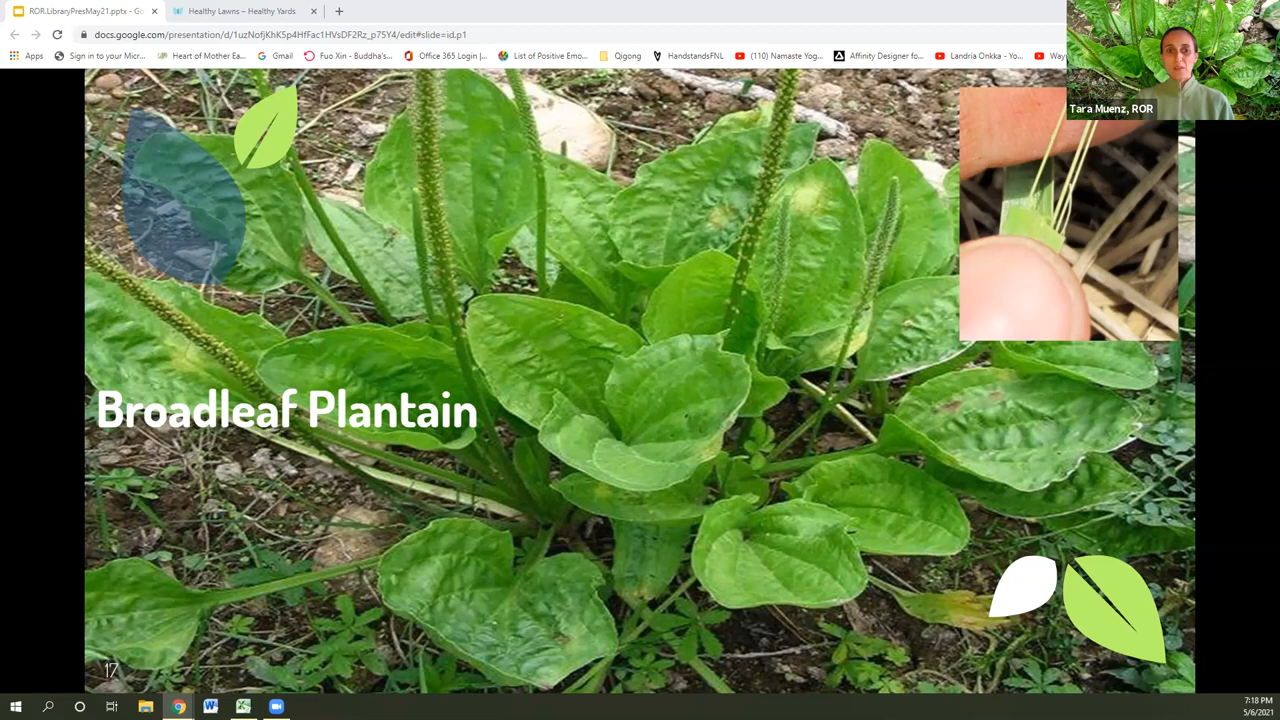 ROR.LibraryPresMay21.pptx - Go
Healthy Lawns – Healthy Yards
docs.google.com/presentation/d/1uzNofjKhK5p4HfFac1HVsDF2Rz_p75Y4/edit#slide=id.p1
Apps
Sign in to your Micr...
Heart of Mother Ea...
Gmail
Fuo Xin - Buddha's...
Office 365 Login |...
List of Positive Emo...
Qigong
HandstandsFNL
(110) Namaste Yog...
Affinity Designer fo...
Landria Onkka - Yo...
Way
Tara Muenz, ROR
Broadleaf Plantain
17
7:18 PM
5/6/2021